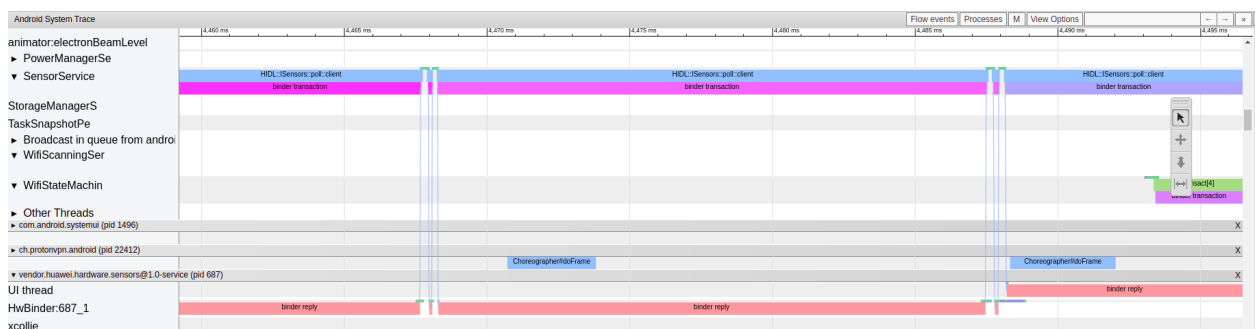 Android System Trace
Flow events Processes M View Options ← → »
4,460 ms 4,465 ms 4,470 ms 4,475 ms 4,480 ms 4,485 ms 4,490 ms 4,495 ms
animator:electronBeamLevel
► PowerManagerSe
▼ SensorService HIDL::ISensors::poll::client HIDL::ISensors::poll::client HIDL::ISensors::poll::client
binder transaction binder transaction binder transaction
StorageManagerS
TaskSnapshotPe
► Broadcast in queue from androi
▼ WifiScanningSer
▼ WifiStateMachin nsact[4]
transaction
► Other Threads
► com.android.systemui (pid 1496) X
► ch.protonvpn.android (pid 22412) X
Choreographer#doFrame Choreographer#doFrame
▼ vendor.huawei.hardware.sensors@1.0-service (pid 687) X
UI thread binder reply
HwBinder:687_1 binder reply binder reply
xcollie